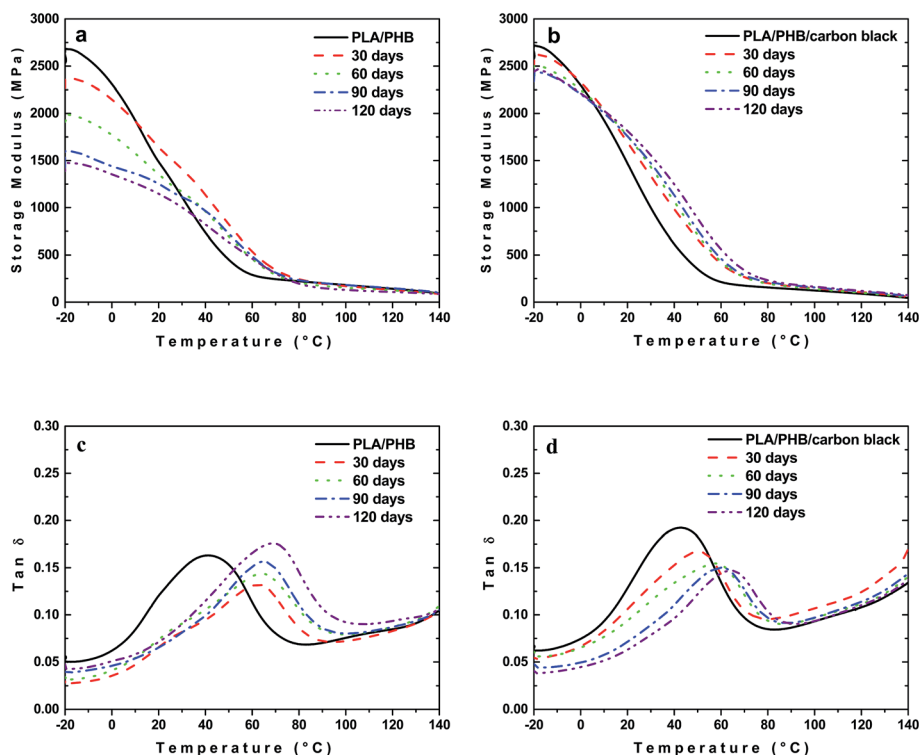 a
PLA/PHB
30 days
60 days
90 days
120 days
3000
2500
2000
1500
1000
500
0
-20 0 20 40 60 80 100 120 140
Storage Modulus (MPa)
Temperature (°C)
b
PLA/PHB/carbon black
30 days
60 days
90 days
120 days
3000
2500
2000
1500
1000
500
0
-20 0 20 40 60 80 100 120 140
Storage Modulus (MPa)
Temperature (°C)
c
PLA/PHB
30 days
60 days
90 days
120 days
0.30
0.25
0.20
0.15
0.10
0.05
0.00
-20 0 20 40 60 80 100 120 140
Tan δ
Temperature (°C)
d
PLA/PHB/carbon black
30 days
60 days
90 days
120 days
0.30
0.25
0.20
0.15
0.10
0.05
0.00
-20 0 20 40 60 80 100 120 140
Tan δ
Temperature (°C)